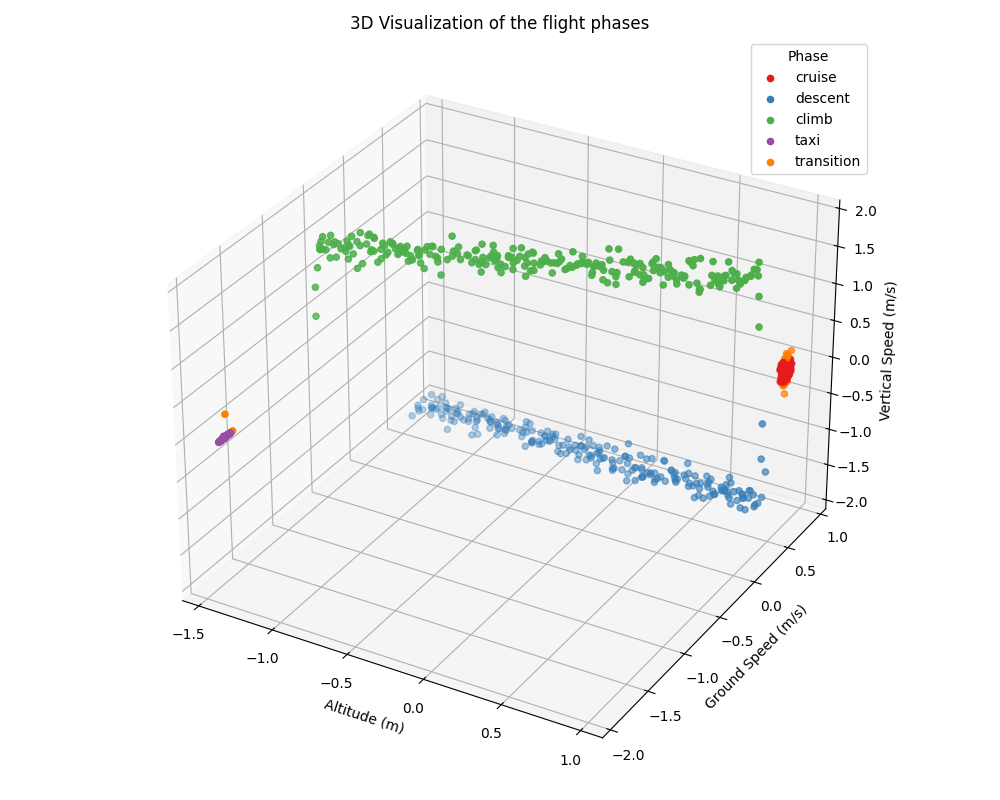 3D Visualization of the flight phases
Phase
cruise
descent
climb
taxi
transition
2.0
1.5
1.0
0.5
0.0
−0.5
−1.0
−1.5
−2.0
Vertical Speed (m/s)
1.0
0.5
0.0
−0.5
−1.0
−1.5
−2.0
Ground Speed (m/s)
−1.5
−1.0
−0.5
0.0
0.5
1.0
Altitude (m)